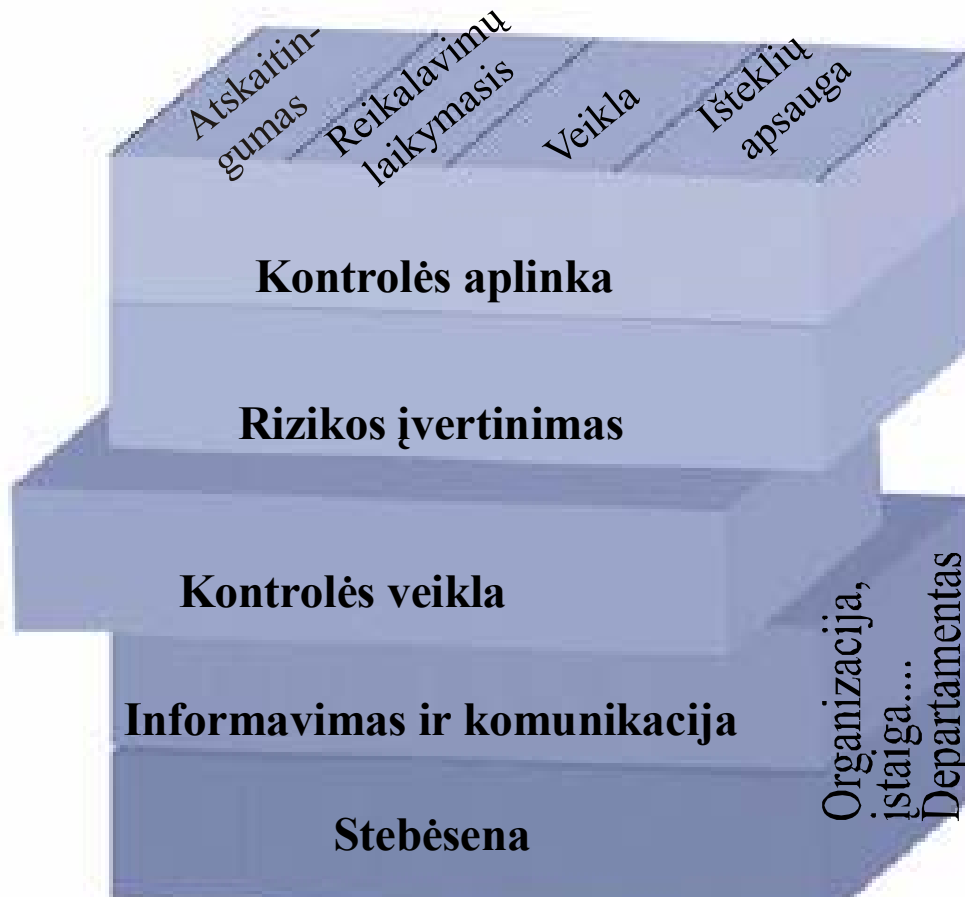 Atskaitin-
gumas
Reikalavimų
laikymasis
Veikla
Išteklių
apsauga
Kontrolės aplinka
Rizikos įvertinimas
Kontrolės veikla
Informavimas ir komunikacija
Stebėsena
Organizacija,
įstaiga....
Departamentas